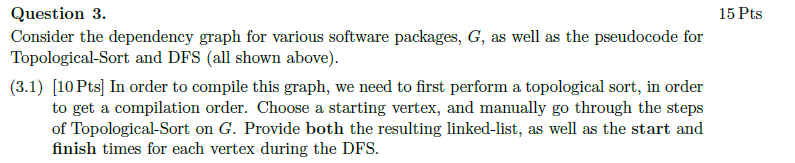 Question 3. 15 Pts
Consider the dependency graph for various software packages, G, as well as the pseudocode for
Topological-Sort and DFS (all shown above).
(3.1) [10 Pts] In order to compile this graph, we need to first perform a topological sort, in order
to get a compilation order. Choose a starting vertex, and manually go through the steps
of Topological-Sort on G. Provide both the resulting linked-list, as well as the start and
finish times for each vertex during the DFS.